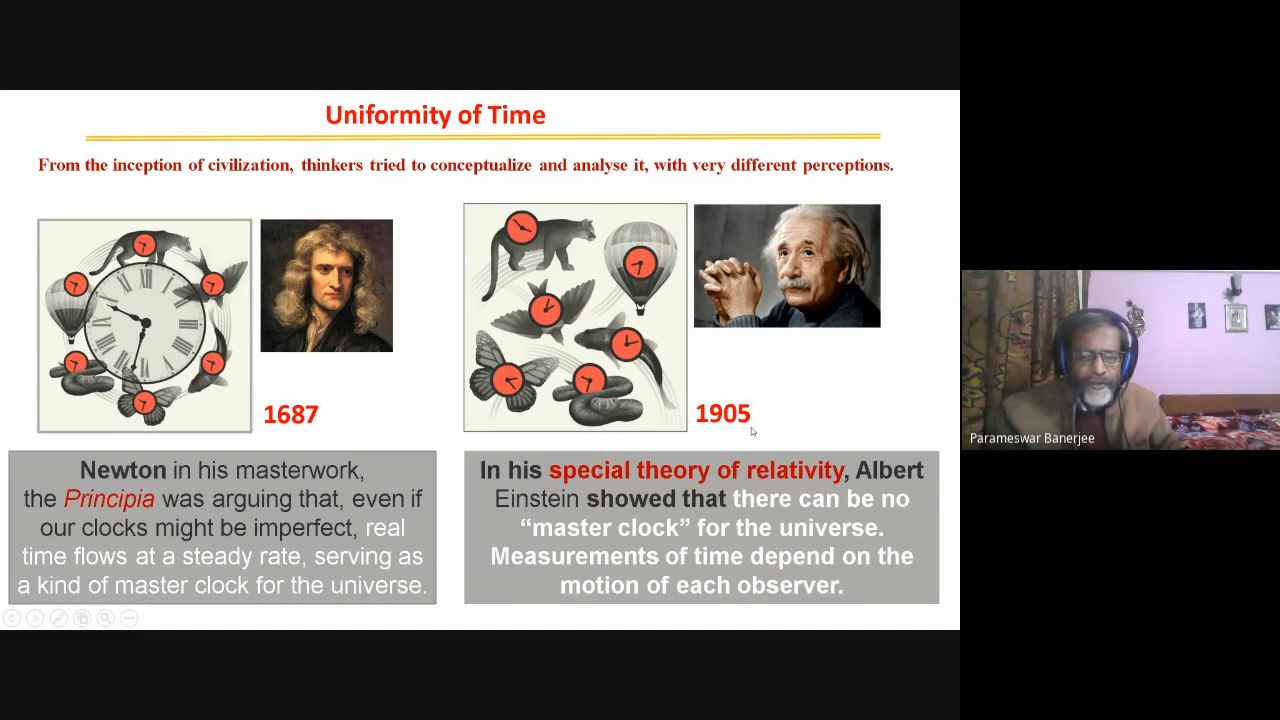 Uniformity of Time
From the inception of civilization, thinkers tried to conceptualize and analyse it, with very different perceptions.
1687
1905
Newton in his masterwork,
the Principia was arguing that, even if
our clocks might be imperfect, real
time flows at a steady rate, serving as
a kind of master clock for the universe.
In his special theory of relativity, Albert
Einstein showed that there can be no
“master clock” for the universe.
Measurements of time depend on the
motion of each observer.
Parameswar Banerjee